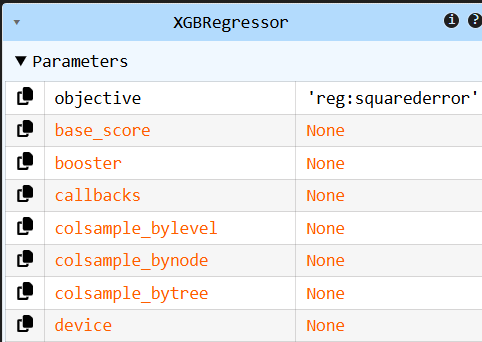 XGBRegressor
Parameters
objective 'reg:squarederror'
base_score None
booster None
callbacks None
colsample_bylevel None
colsample_bynode None
colsample_bytree None
device None